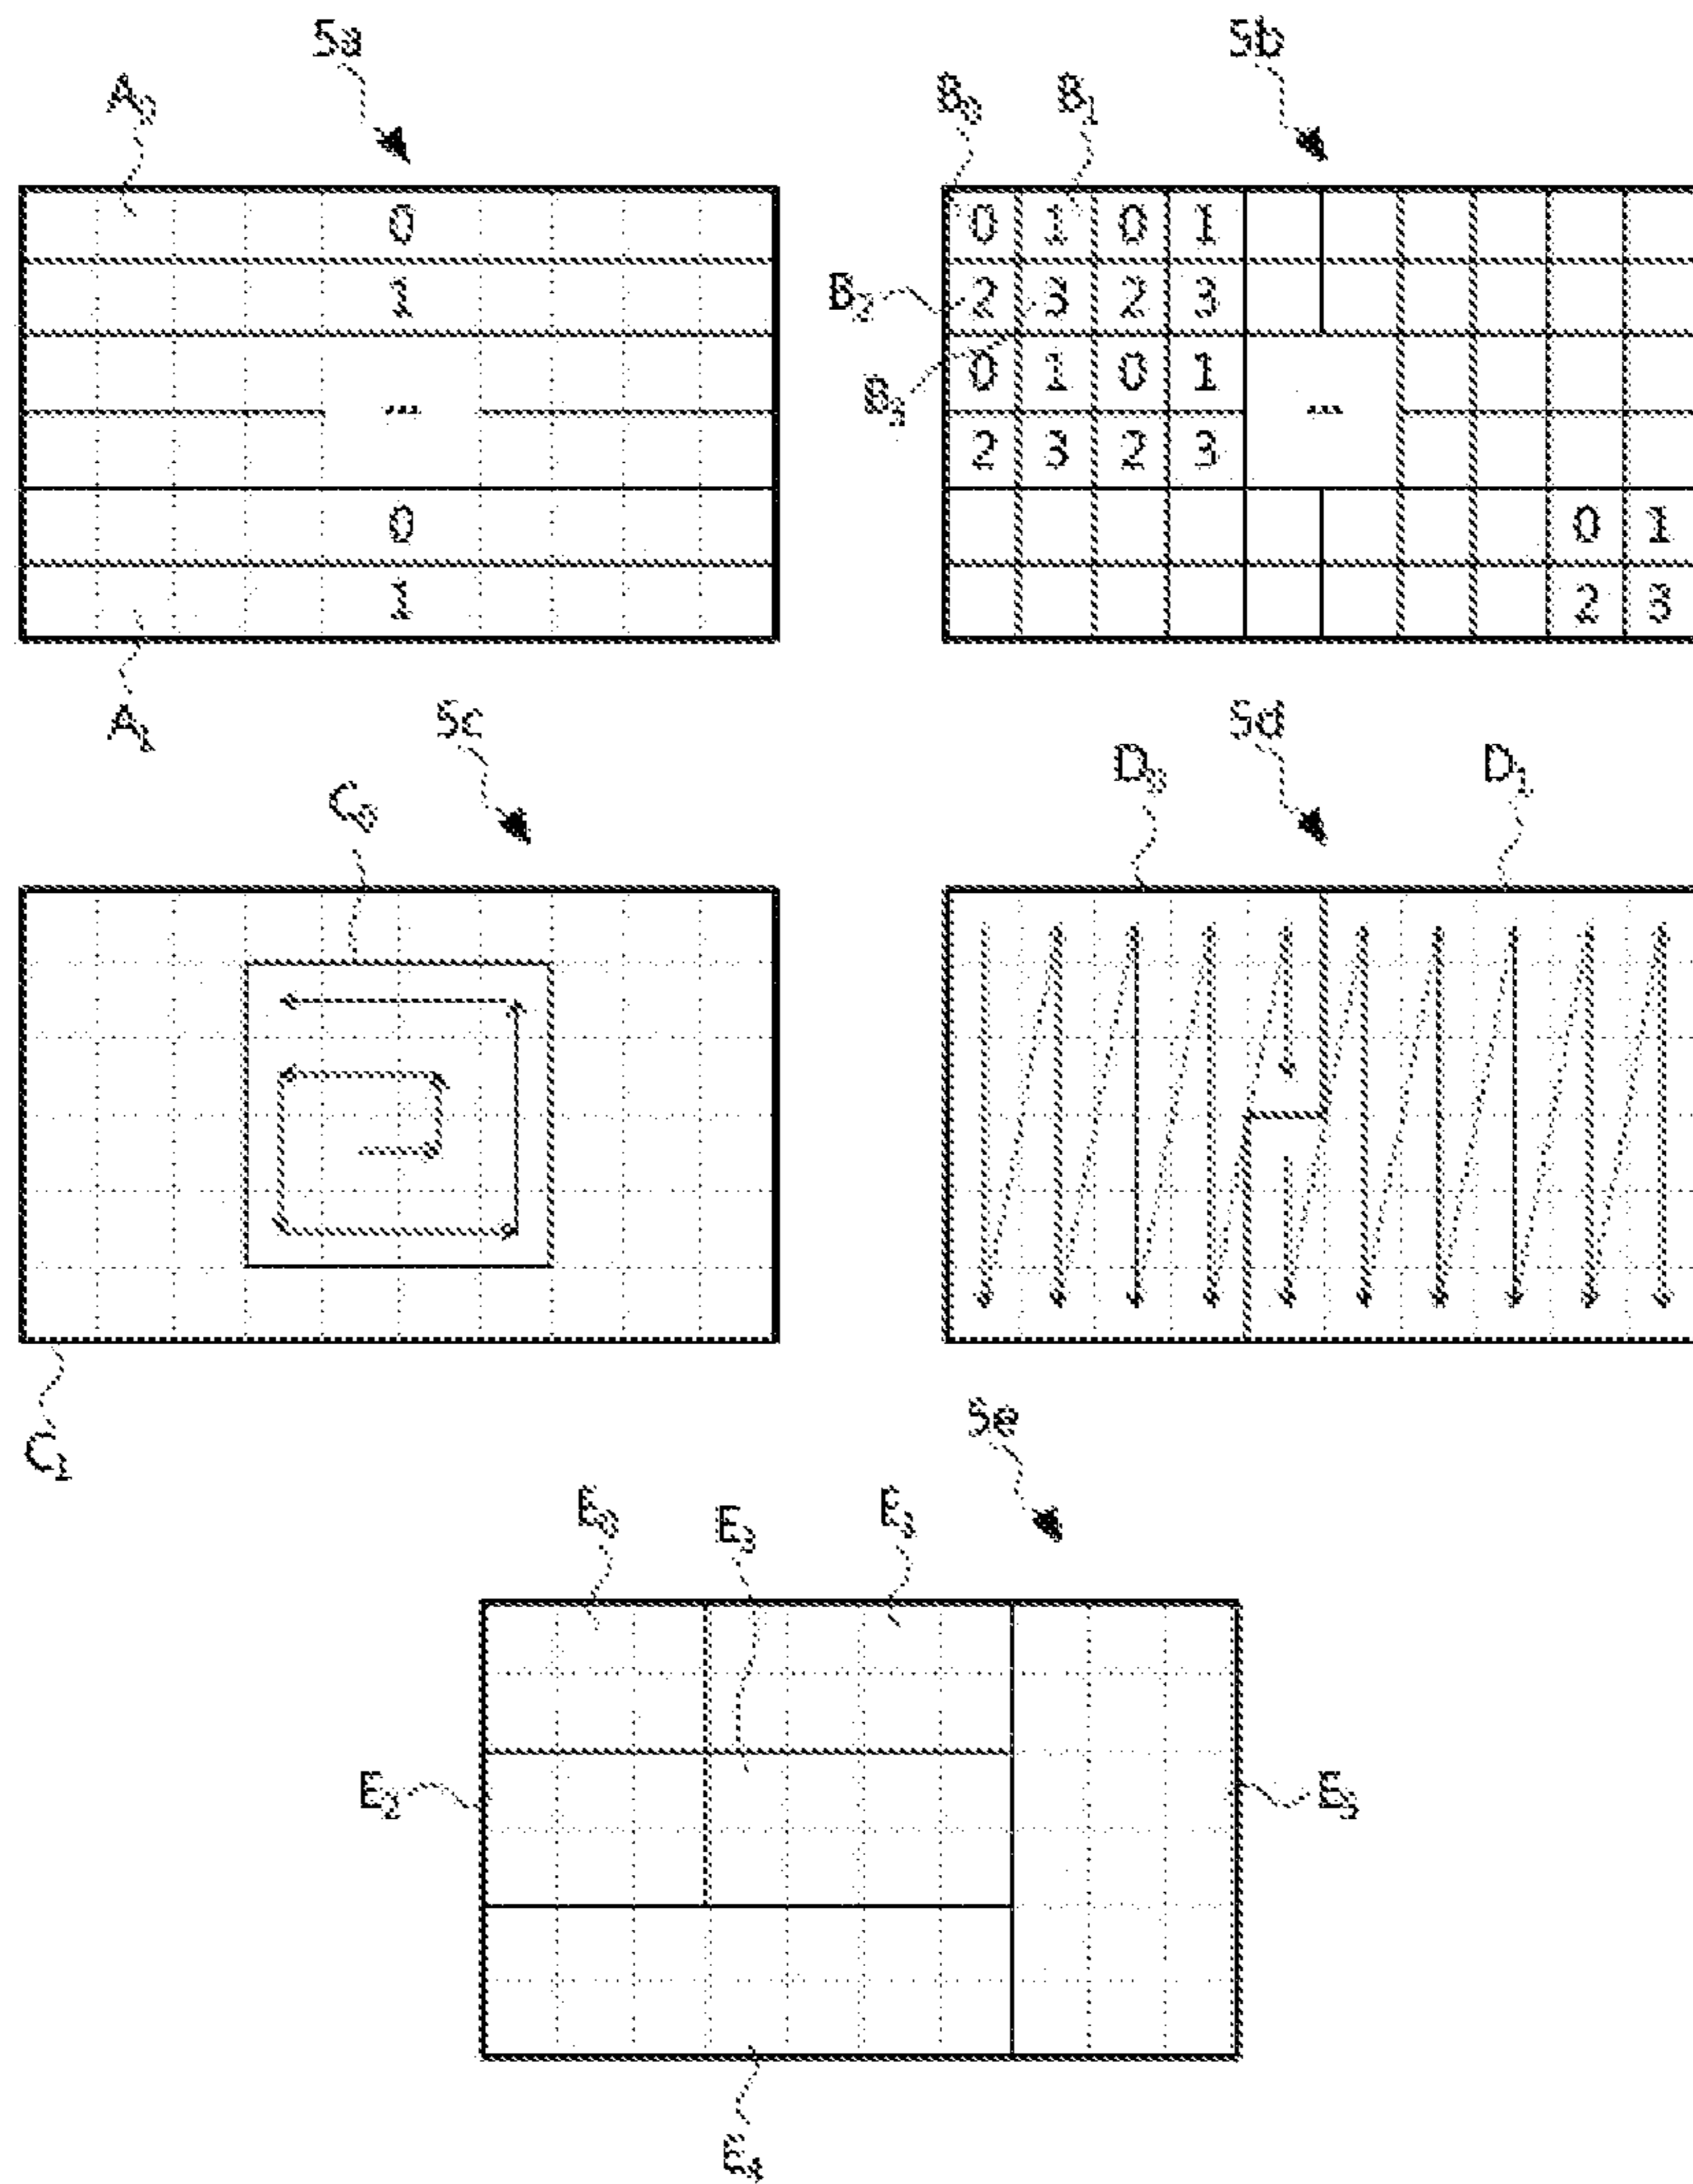 5a 5b
A₀ B₀ B₁
0 0 1 0 1
1 B₂ 2 3 2 3
0 1 0 1
... B₃ ...
2 3 2 3
0 0 1
1 2 3
A₁ 5c 5d
C₀ D₀ D₁
C₁ 5e
E₀ E₃ E₁
E₂ E₅
E₄